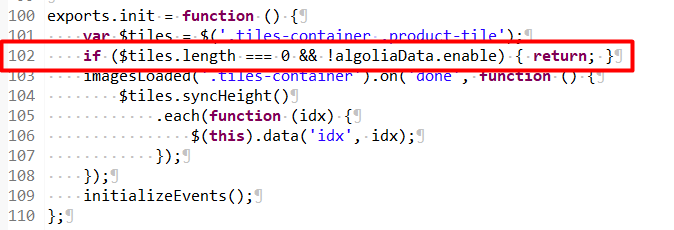 100 exports.init = function () {¶
101 ····var $tiles = $('.tiles-container .product-tile');¶
102 ····if ($tiles.length === 0 && !algoliaData.enable) { return; }¶
103 ····imagesLoaded('.tiles-container').on('done', function () {¶
104 ········$tiles.syncHeight()¶
105 ············.each(function (idx) {¶
106 ················$(this).data('idx', idx);¶
107 ············});¶
108 ····});¶
109 ····initializeEvents();¶
110 };¶